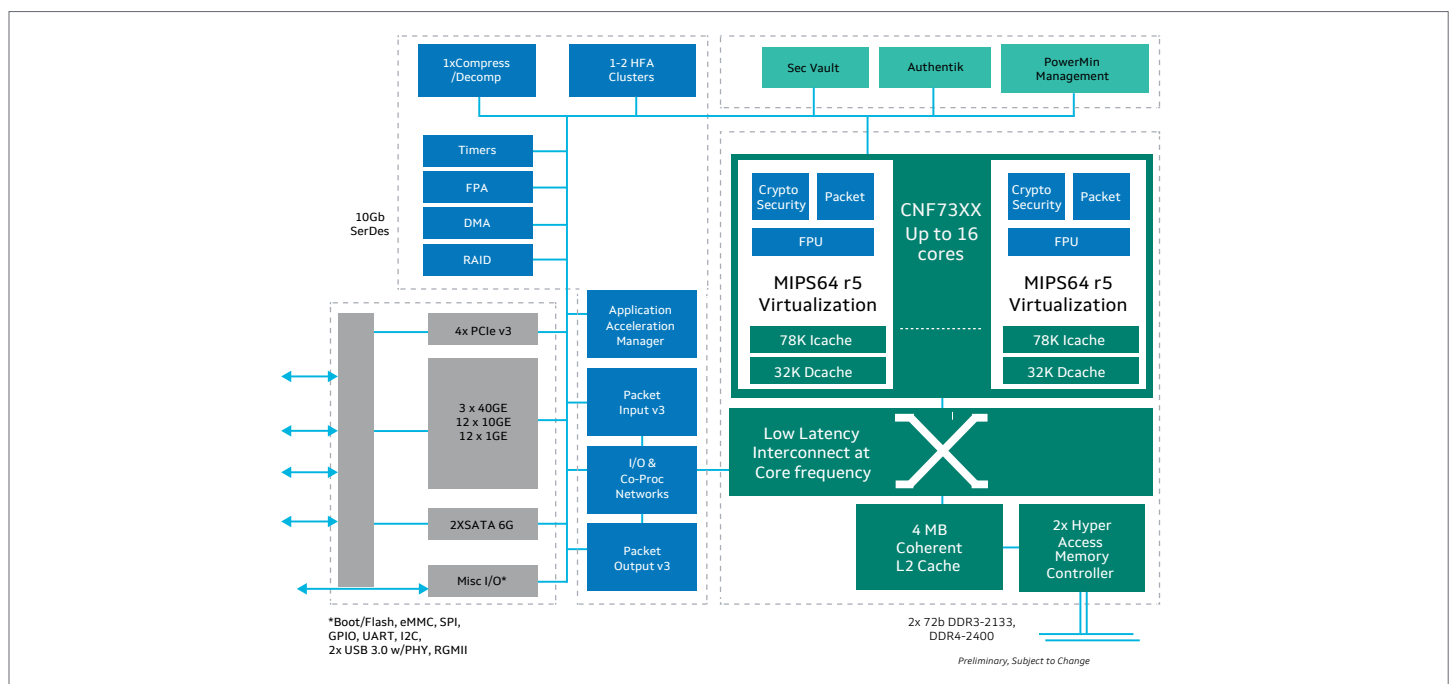 1xCompress
/Decomp
1-2 HFA
Clusters
Sec Vault
Authentik
PowerMin
Management
Timers
FPA
DMA
RAID
10Gb
SerDes
Crypto
Security
Packet
FPU
MIPS64 r5
Virtualization
78K Icache
32K Dcache
CNF73XX
Up to 16
cores
Crypto
Security
Packet
FPU
MIPS64 r5
Virtualization
78K Icache
32K Dcache
4x PCIe v3
3 x 40GE
12 x 10GE
12 x 1GE
2XSATA 6G
Misc I/O*
Application
Acceleration
Manager
Packet
Input v3
I/O &
Co-Proc
Networks
Packet
Output v3
Low Latency
Interconnect at
Core frequency
4 MB
Coherent
L2 Cache
2x Hyper
Access
Memory
Controller
*Boot/Flash, eMMC, SPI,
GPIO, UART, I2C,
2x USB 3.0 w/PHY, RGMII
2x 72b DDR3-2133,
DDR4-2400
Preliminary, Subject to Change